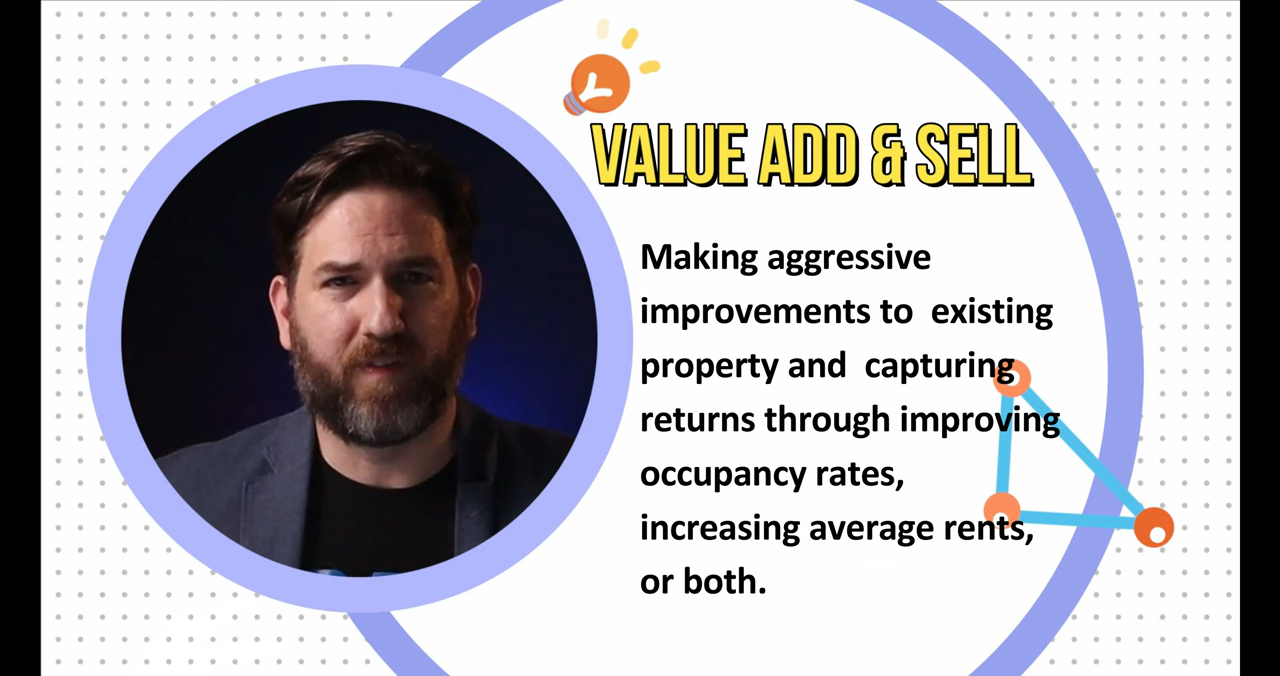 VALUE ADD & SELL
Making aggressive
improvements to existing
property and capturing
returns through improving
occupancy rates,
increasing average rents,
or both.